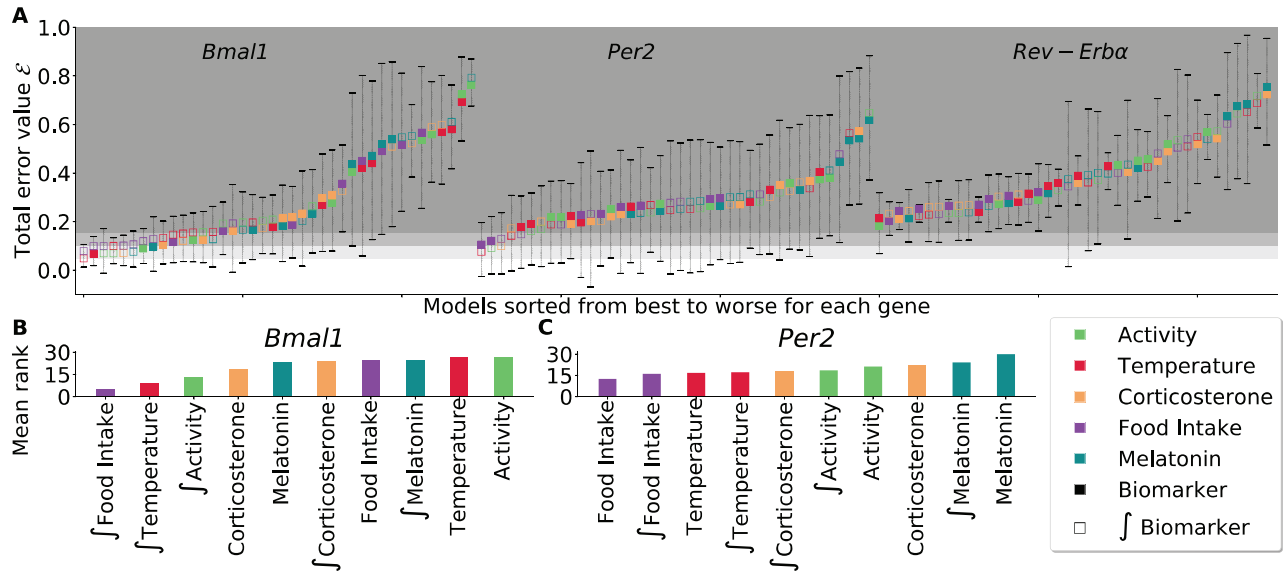 A
Total error value ℰ
1.0
0.8
0.6
0.4
0.2
0.0
Bmal1
Per2
Rev − Erbα
Models sorted from best to worse for each gene
B
Bmal1
Mean rank
30
15
0
∫Food Intake
∫Temperature
∫Activity
Corticosterone
Melatonin
∫Corticosterone
Food Intake
∫Melatonin
Temperature
Activity
C
Per2
30
15
0
Food Intake
∫Food Intake
Temperature
∫Temperature
∫Corticosterone
∫Activity
Activity
Corticosterone
∫Melatonin
Melatonin
Activity
Temperature
Corticosterone
Food Intake
Melatonin
Biomarker
∫ Biomarker